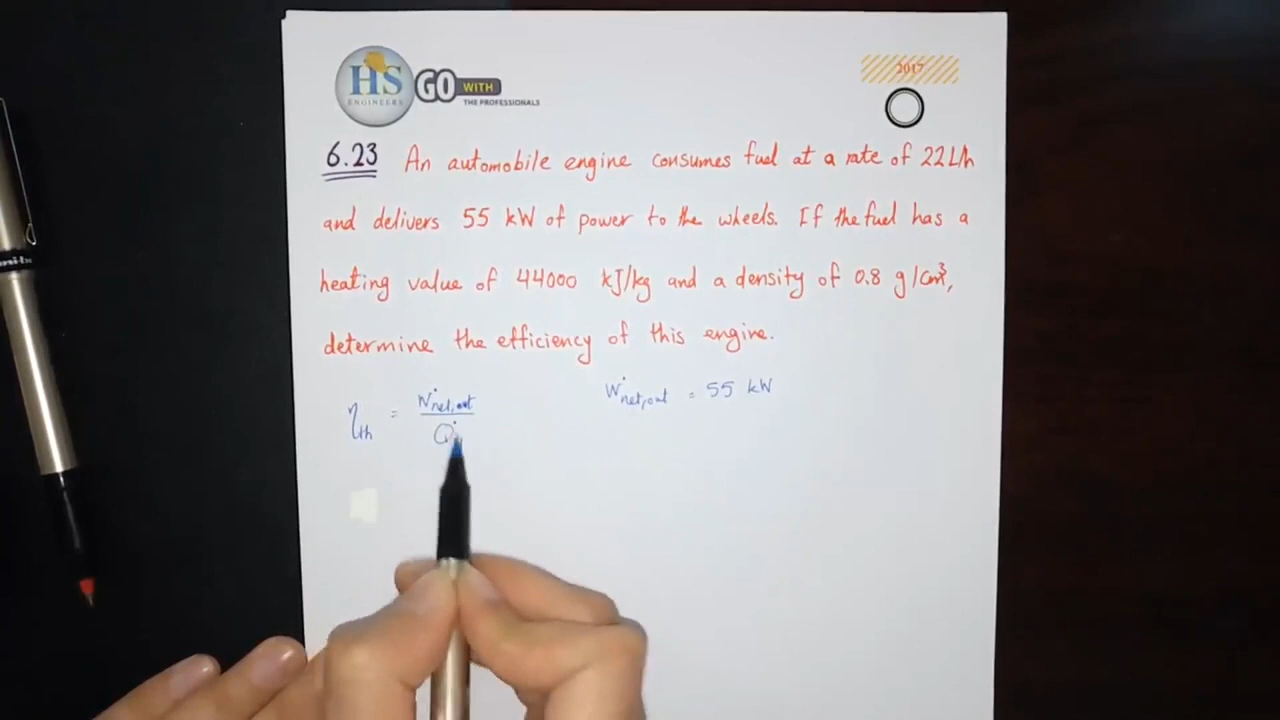 HS
ENGINEERS
GO WITH
THE PROFESSIONALS
2017
6.23 An automobile engine consumes fuel at a rate of 22 L/h
and delivers 55 kW of power to the wheels. If the fuel has a
heating value of 44000 kJ/kg and a density of 0.8 g/cm³,
determine the efficiency of this engine.
ηth = Ẇnet,out / Q̇
Ẇnet,out = 55 kW